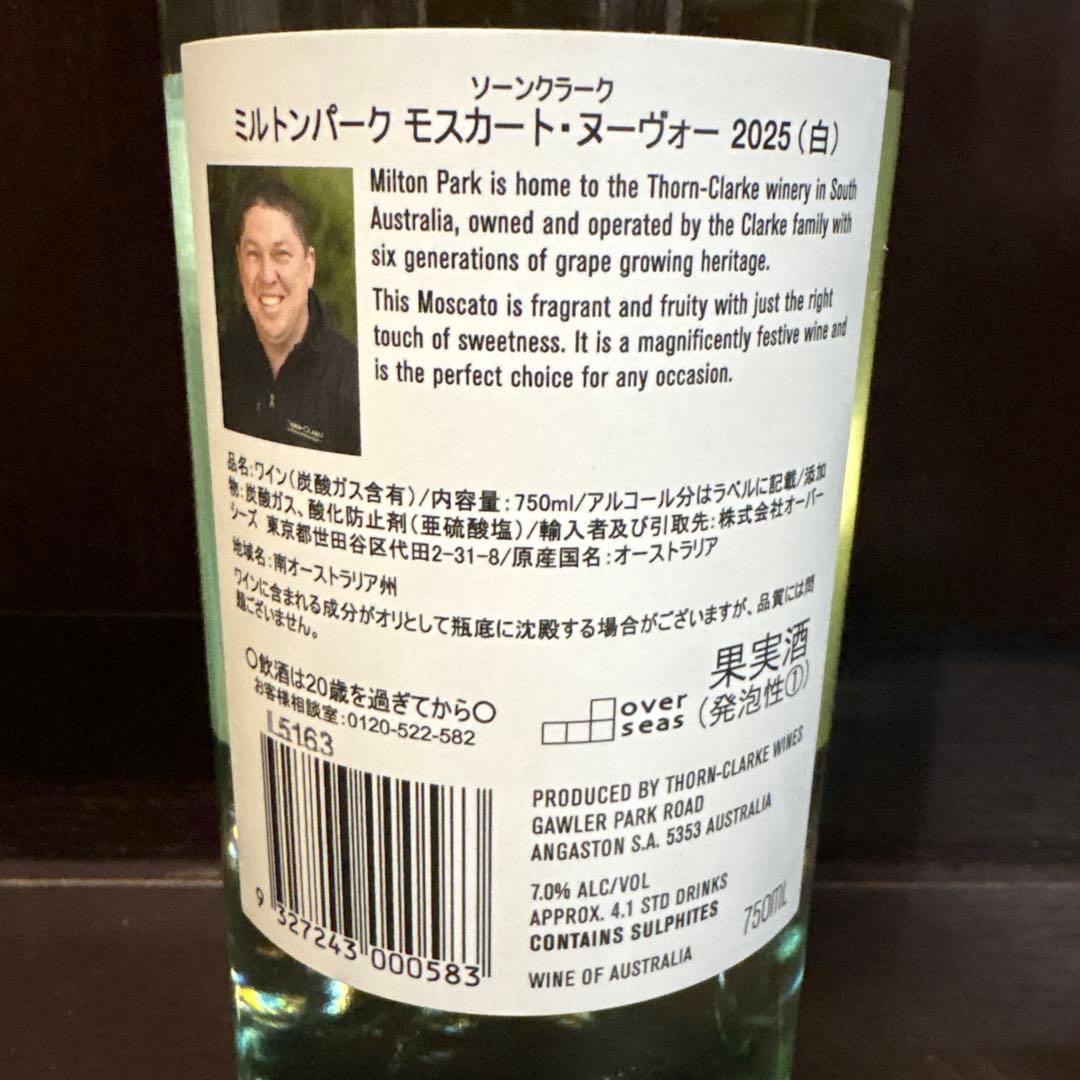 ソーンクラーク
ミルトンパーク モスカート・ヌーヴォー 2025(白)
Milton Park is home to the Thorn-Clarke winery in South
Australia, owned and operated by the Clarke family with
six generations of grape growing heritage.
This Moscato is fragrant and fruity with just the right
touch of sweetness. It is a magnificently festive wine and
is the perfect choice for any occasion.
THORN-CLARKE
品名:ワイン(炭酸ガス含有)/内容量:750ml/アルコール分はラベルに記載/添加
物:炭酸ガス、酸化防止剤(亜硫酸塩)/輸入者及び引取先:株式会社オーバー
シーズ 東京都世田谷区代田2-31-8/原産国名:オーストラリア
地域名:南オーストラリア州
ワインに含まれる成分がオリとして瓶底に沈殿する場合がございますが、品質には問
題ございません。
〇飲酒は20歳を過ぎてから〇
お客様相談室:0120-522-582
over
seas
果実酒
(発泡性①)
L5163
9 327243 000583
PRODUCED BY THORN-CLARKE WINES
GAWLER PARK ROAD
ANGASTON S.A. 5353 AUSTRALIA
7.0% ALC/VOL
APPROX. 4.1 STD DRINKS
CONTAINS SULPHITES
750ML
WINE OF AUSTRALIA